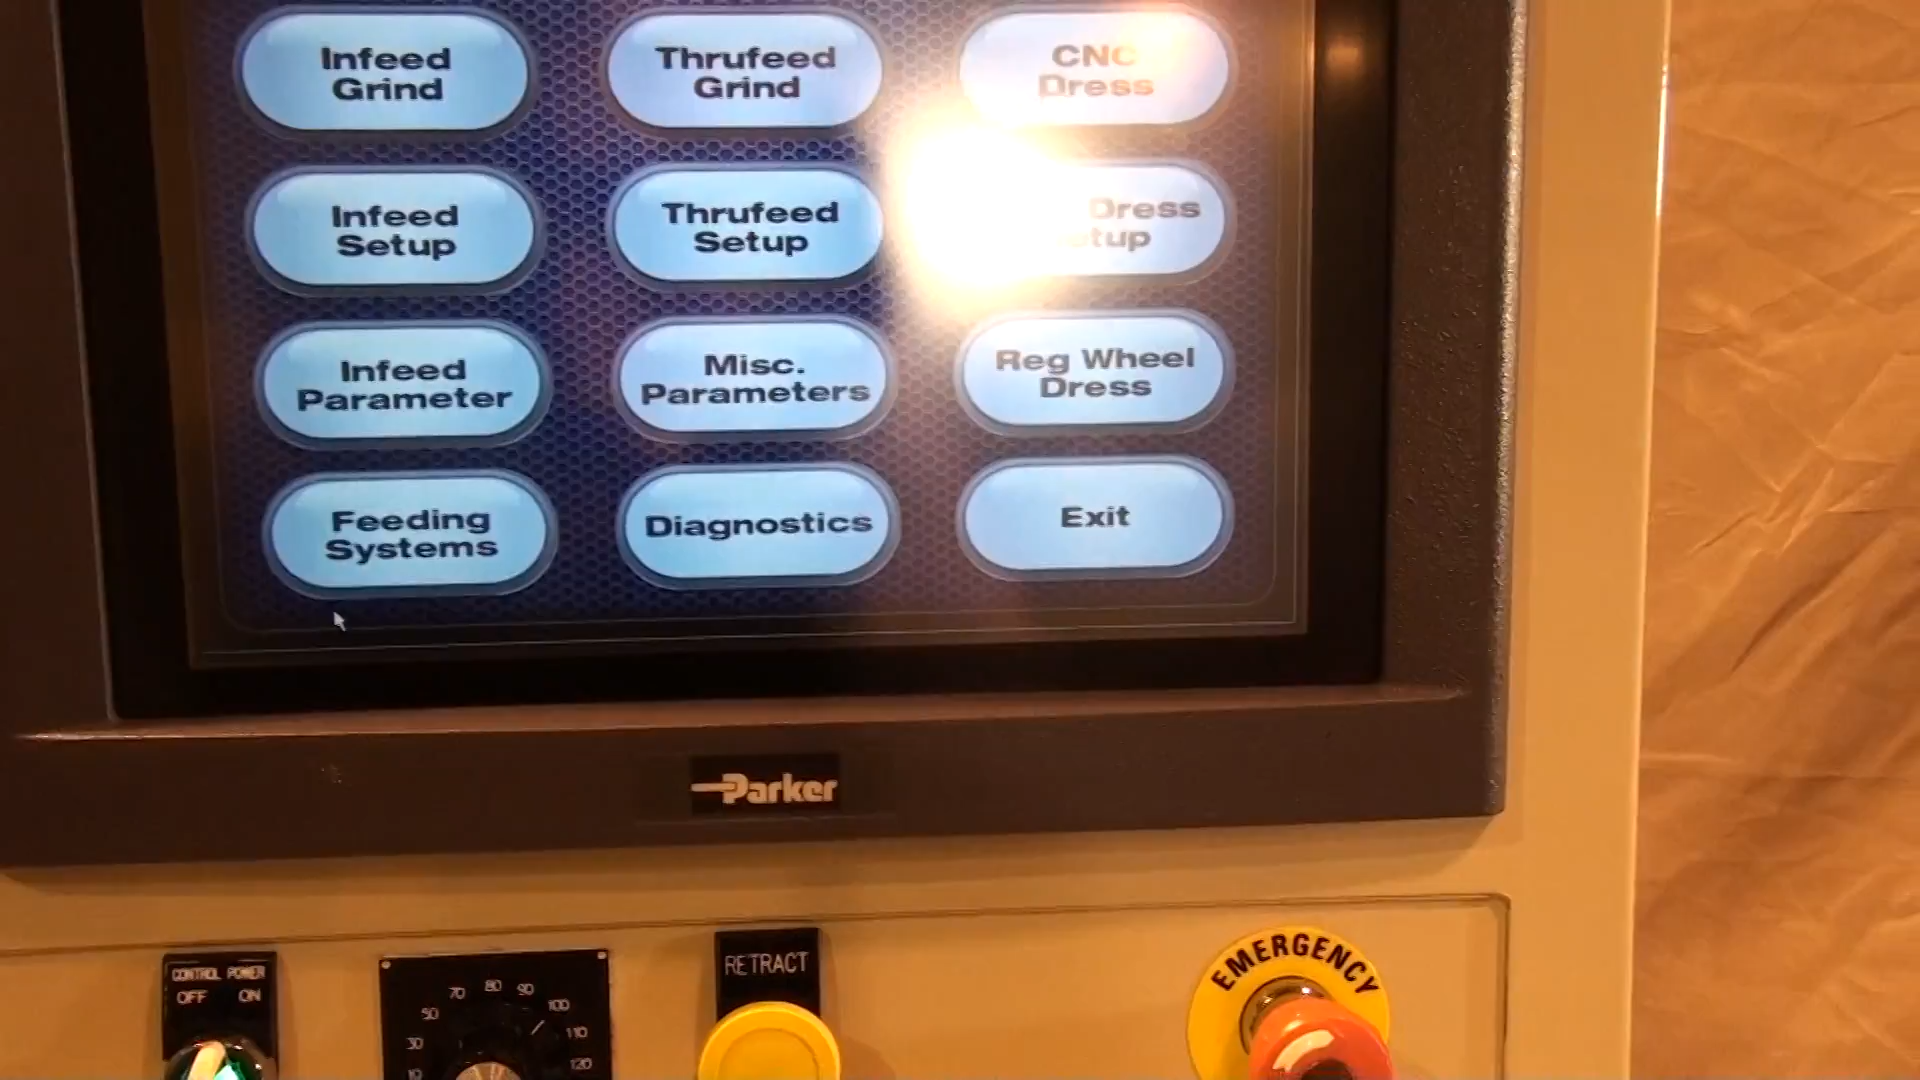 Infeed
Grind
Thrufeed
Grind
CNC
Dress
Infeed
Setup
Thrufeed
Setup
Dress
Infeed
Parameter
Misc.
Parameters
Reg Wheel
Dress
Feeding
Systems
Diagnostics
Exit
Parker
CONTROL POWER
OFF ON
30
50
70
80
90
100
110
120
RETRACT
EMERGENCY